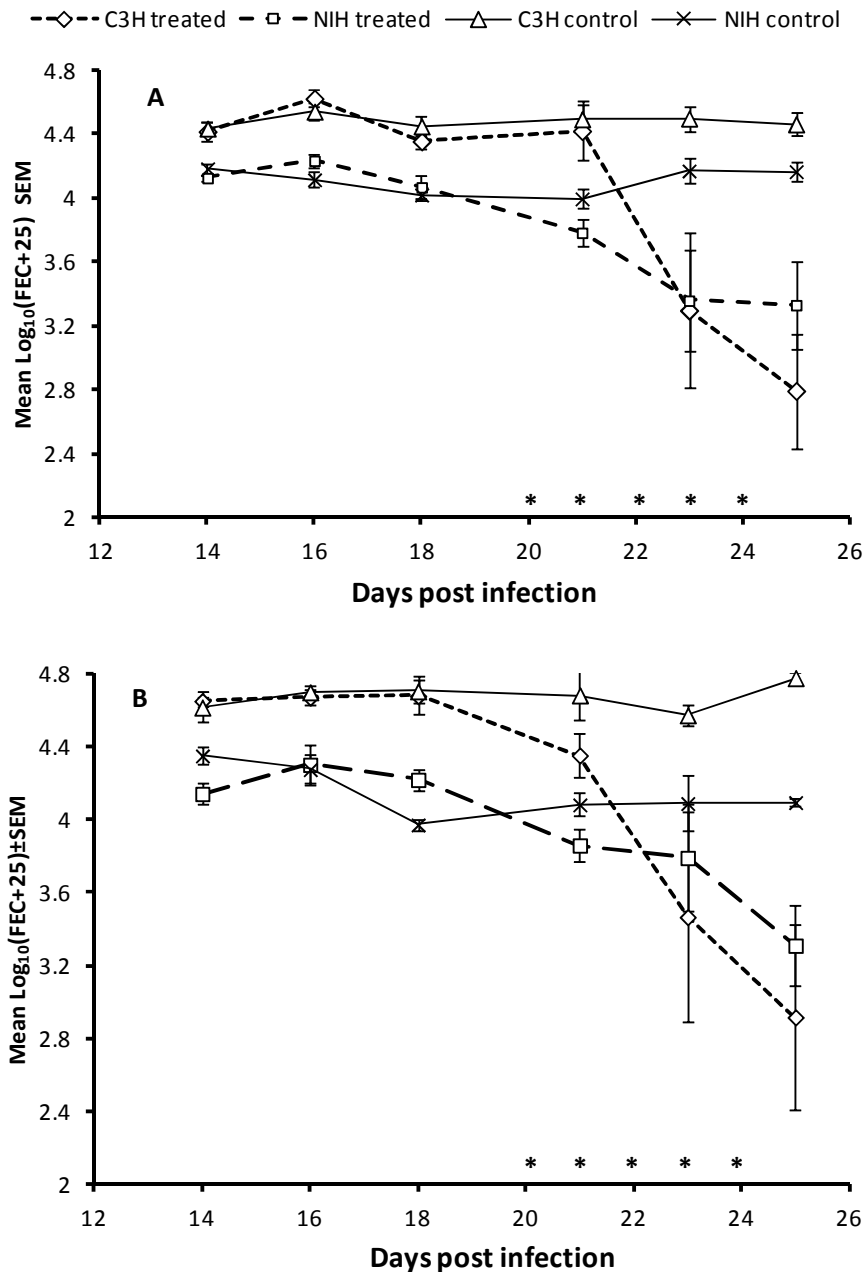 C3H treated NIH treated C3H control NIH control
A
4.8
4.4
4
3.6
3.2
2.8
2.4
2
Mean Log₁₀(FEC+25) SEM
* * * * *
12 14 16 18 20 22 24 26
Days post infection
B
4.8
4.4
4
3.6
3.2
2.8
2.4
2
Mean Log₁₀(FEC+25)±SEM
* * * * *
12 14 16 18 20 22 24 26
Days post infection